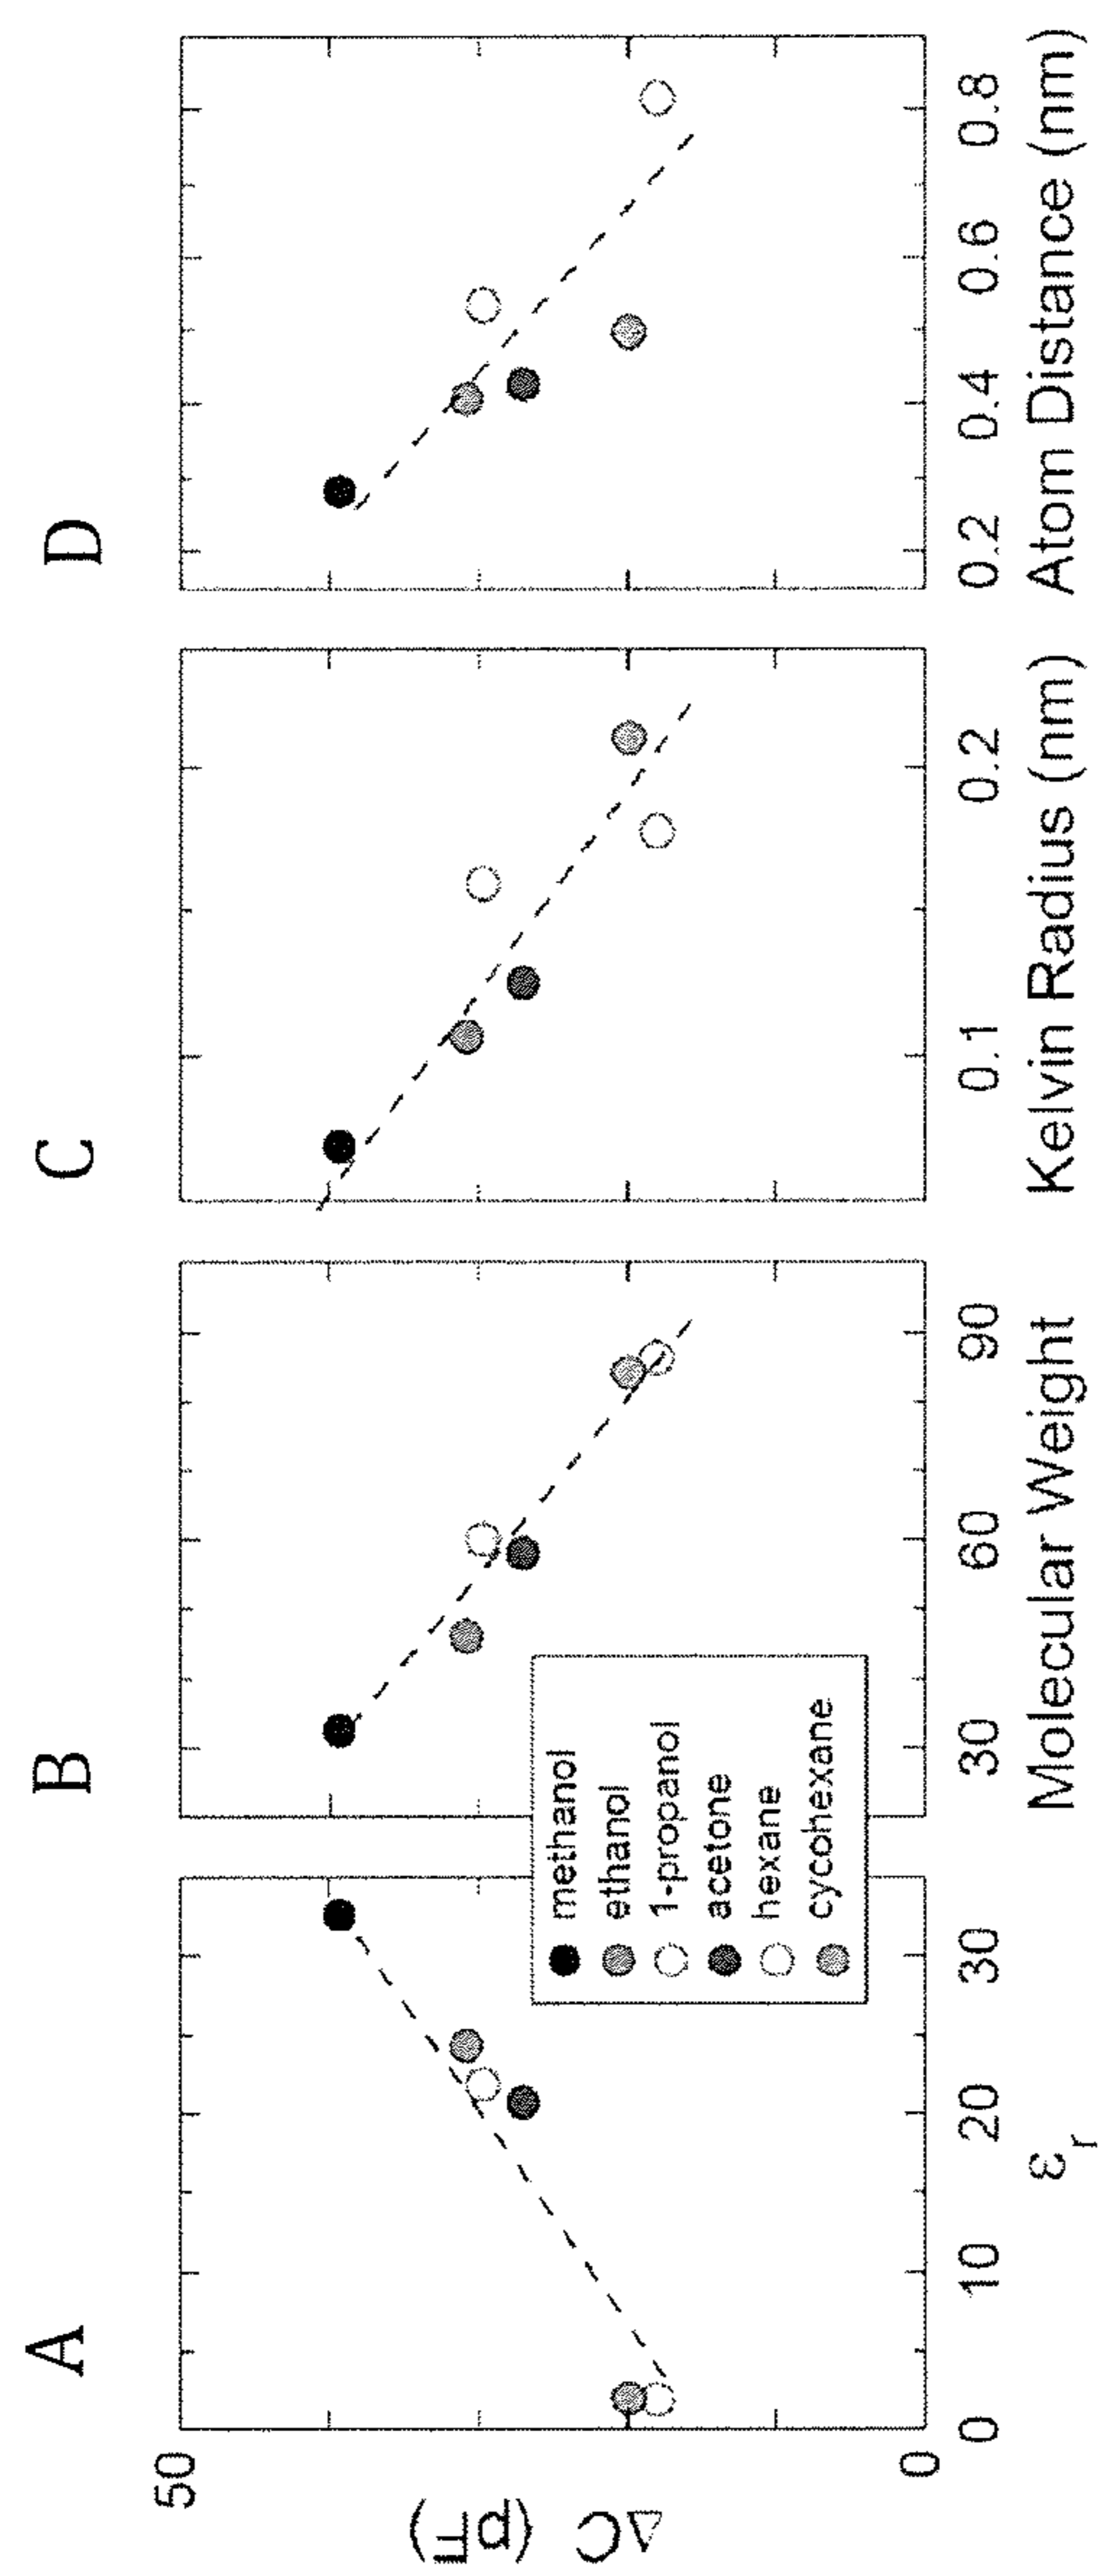 A
B
C
D
50
0
ΔC (pF)
0 10 20 30
εr
30 60 90
Molecular Weight
0.1 0.2
Kelvin Radius (nm)
0.2 0.4 0.6 0.8
Atom Distance (nm)
methanol
ethanol
1-propanol
acetone
hexane
cycohexane